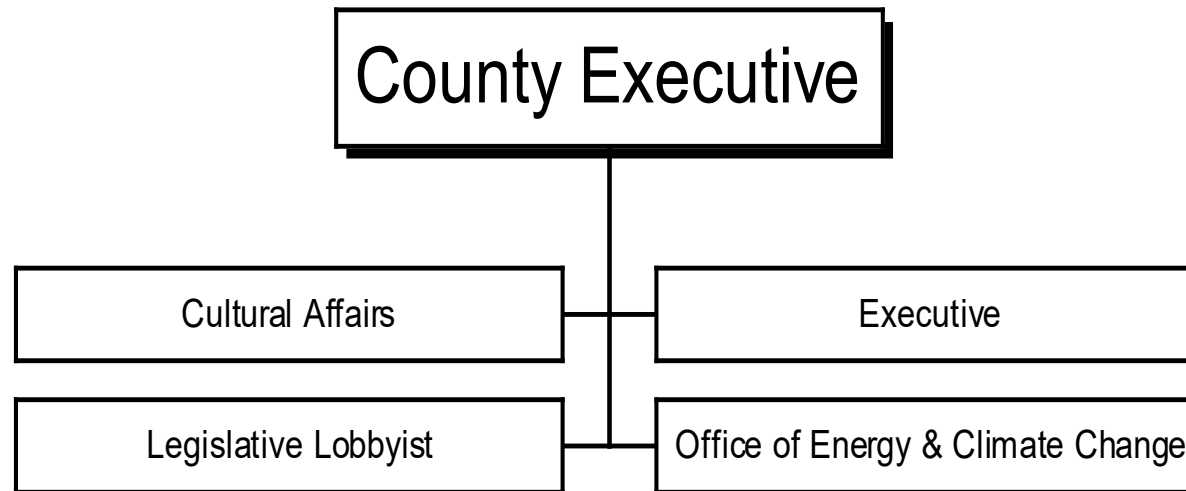 County Executive
Cultural Affairs
Executive
Legislative Lobbyist
Office of Energy & Climate Change